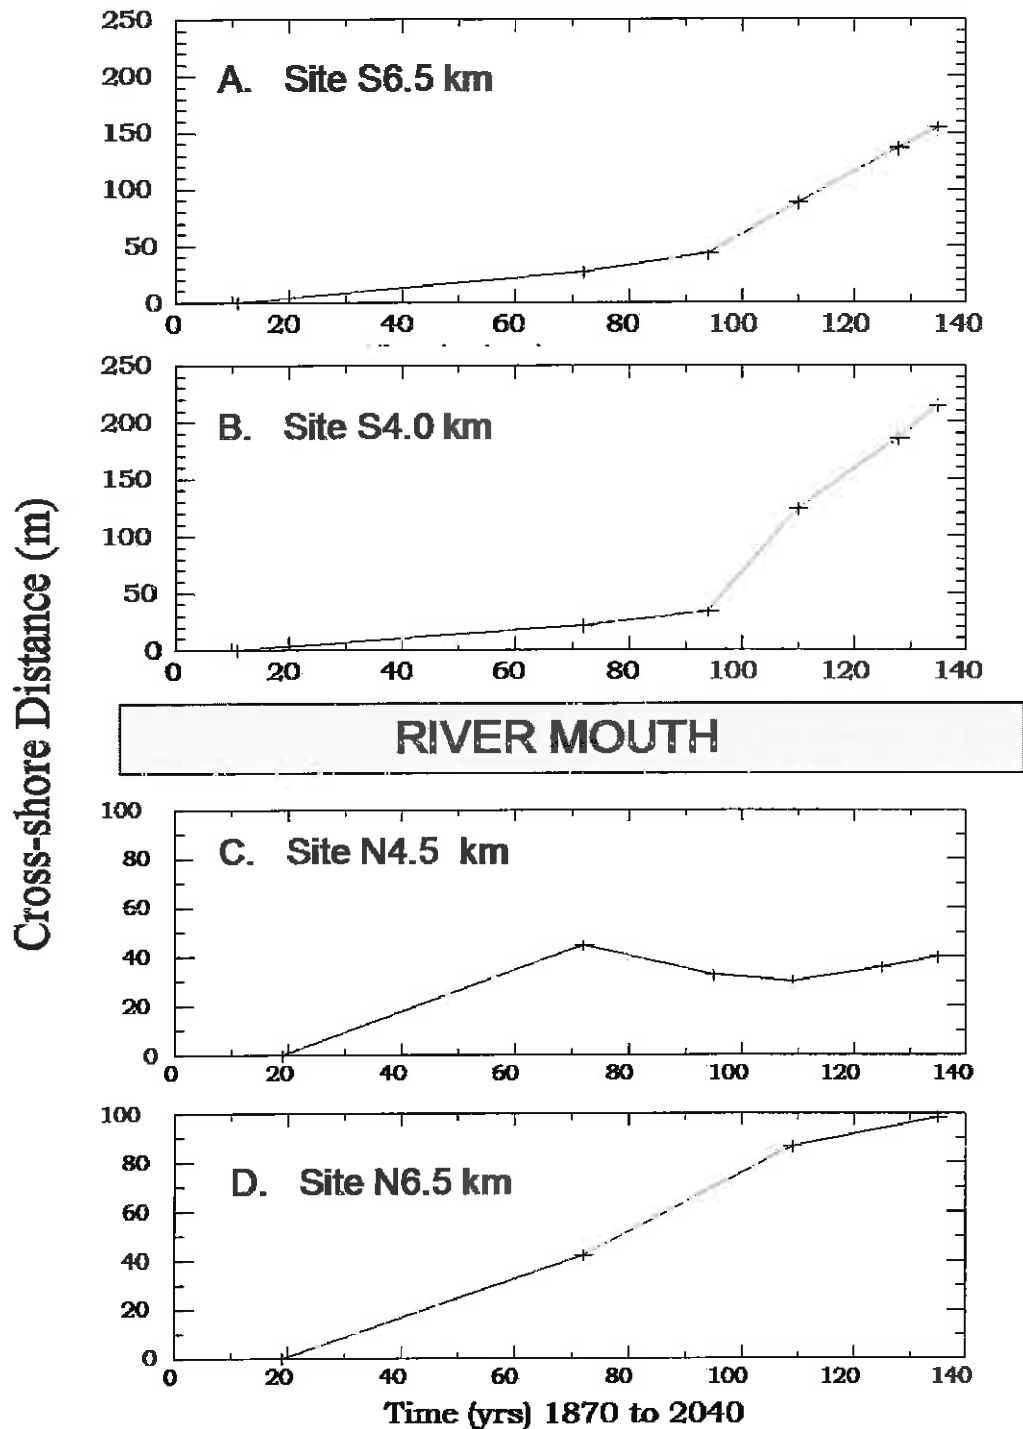 250
A. Site S6.5 km
200
150
100
50
0
0 20 40 60 80 100 120 140
250
B. Site S4.0 km
200
150
100
50
0
0 20 40 60 80 100 120 140
Cross-shore Distance (m)
RIVER MOUTH
100
C. Site N4.5 km
80
60
40
20
0
0 20 40 60 80 100 120 140
100
80
D. Site N6.5 km
60
40
20
0
0 20 40 60 80 100 120 140
Time (yrs) 1870 to 2040